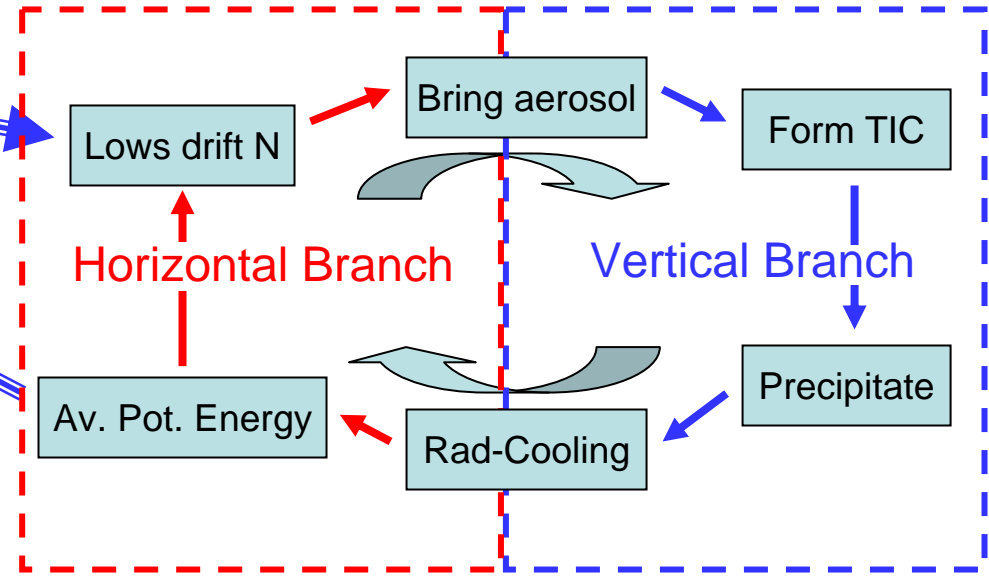 Bring aerosol
Lows drift N
Form TIC
Horizontal Branch
Vertical Branch
Av. Pot. Energy
Precipitate
Rad-Cooling